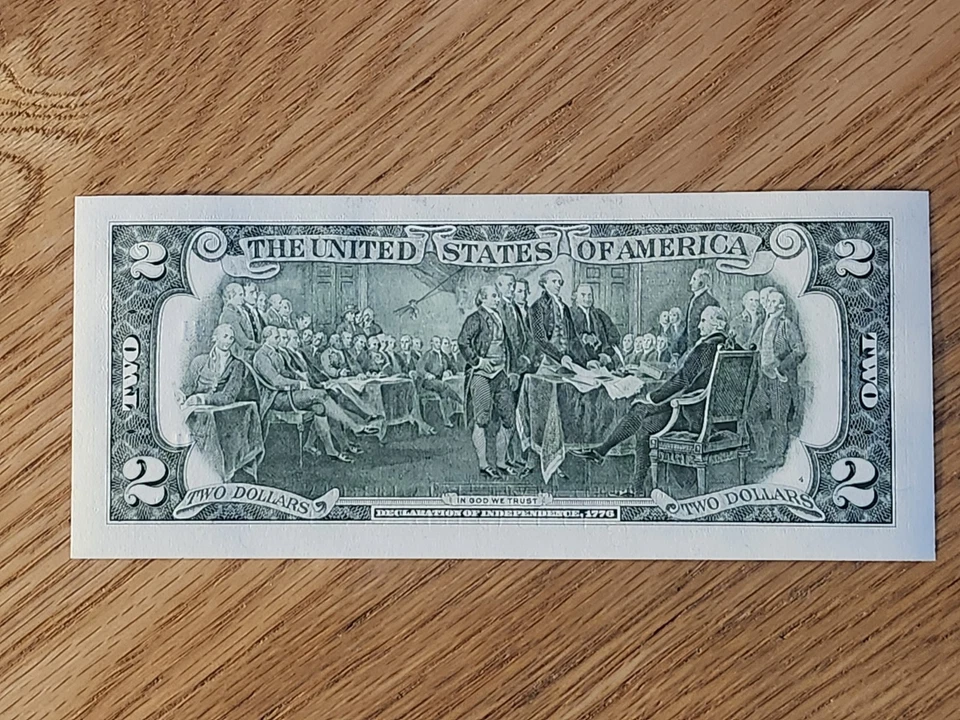 THE UNITED STATES OF AMERICA
2
2
TWO
TWO
2
2
TWO DOLLARS
IN GOD WE TRUST
TWO DOLLARS
DECLARATION OF INDEPENDENCE, 1776
4